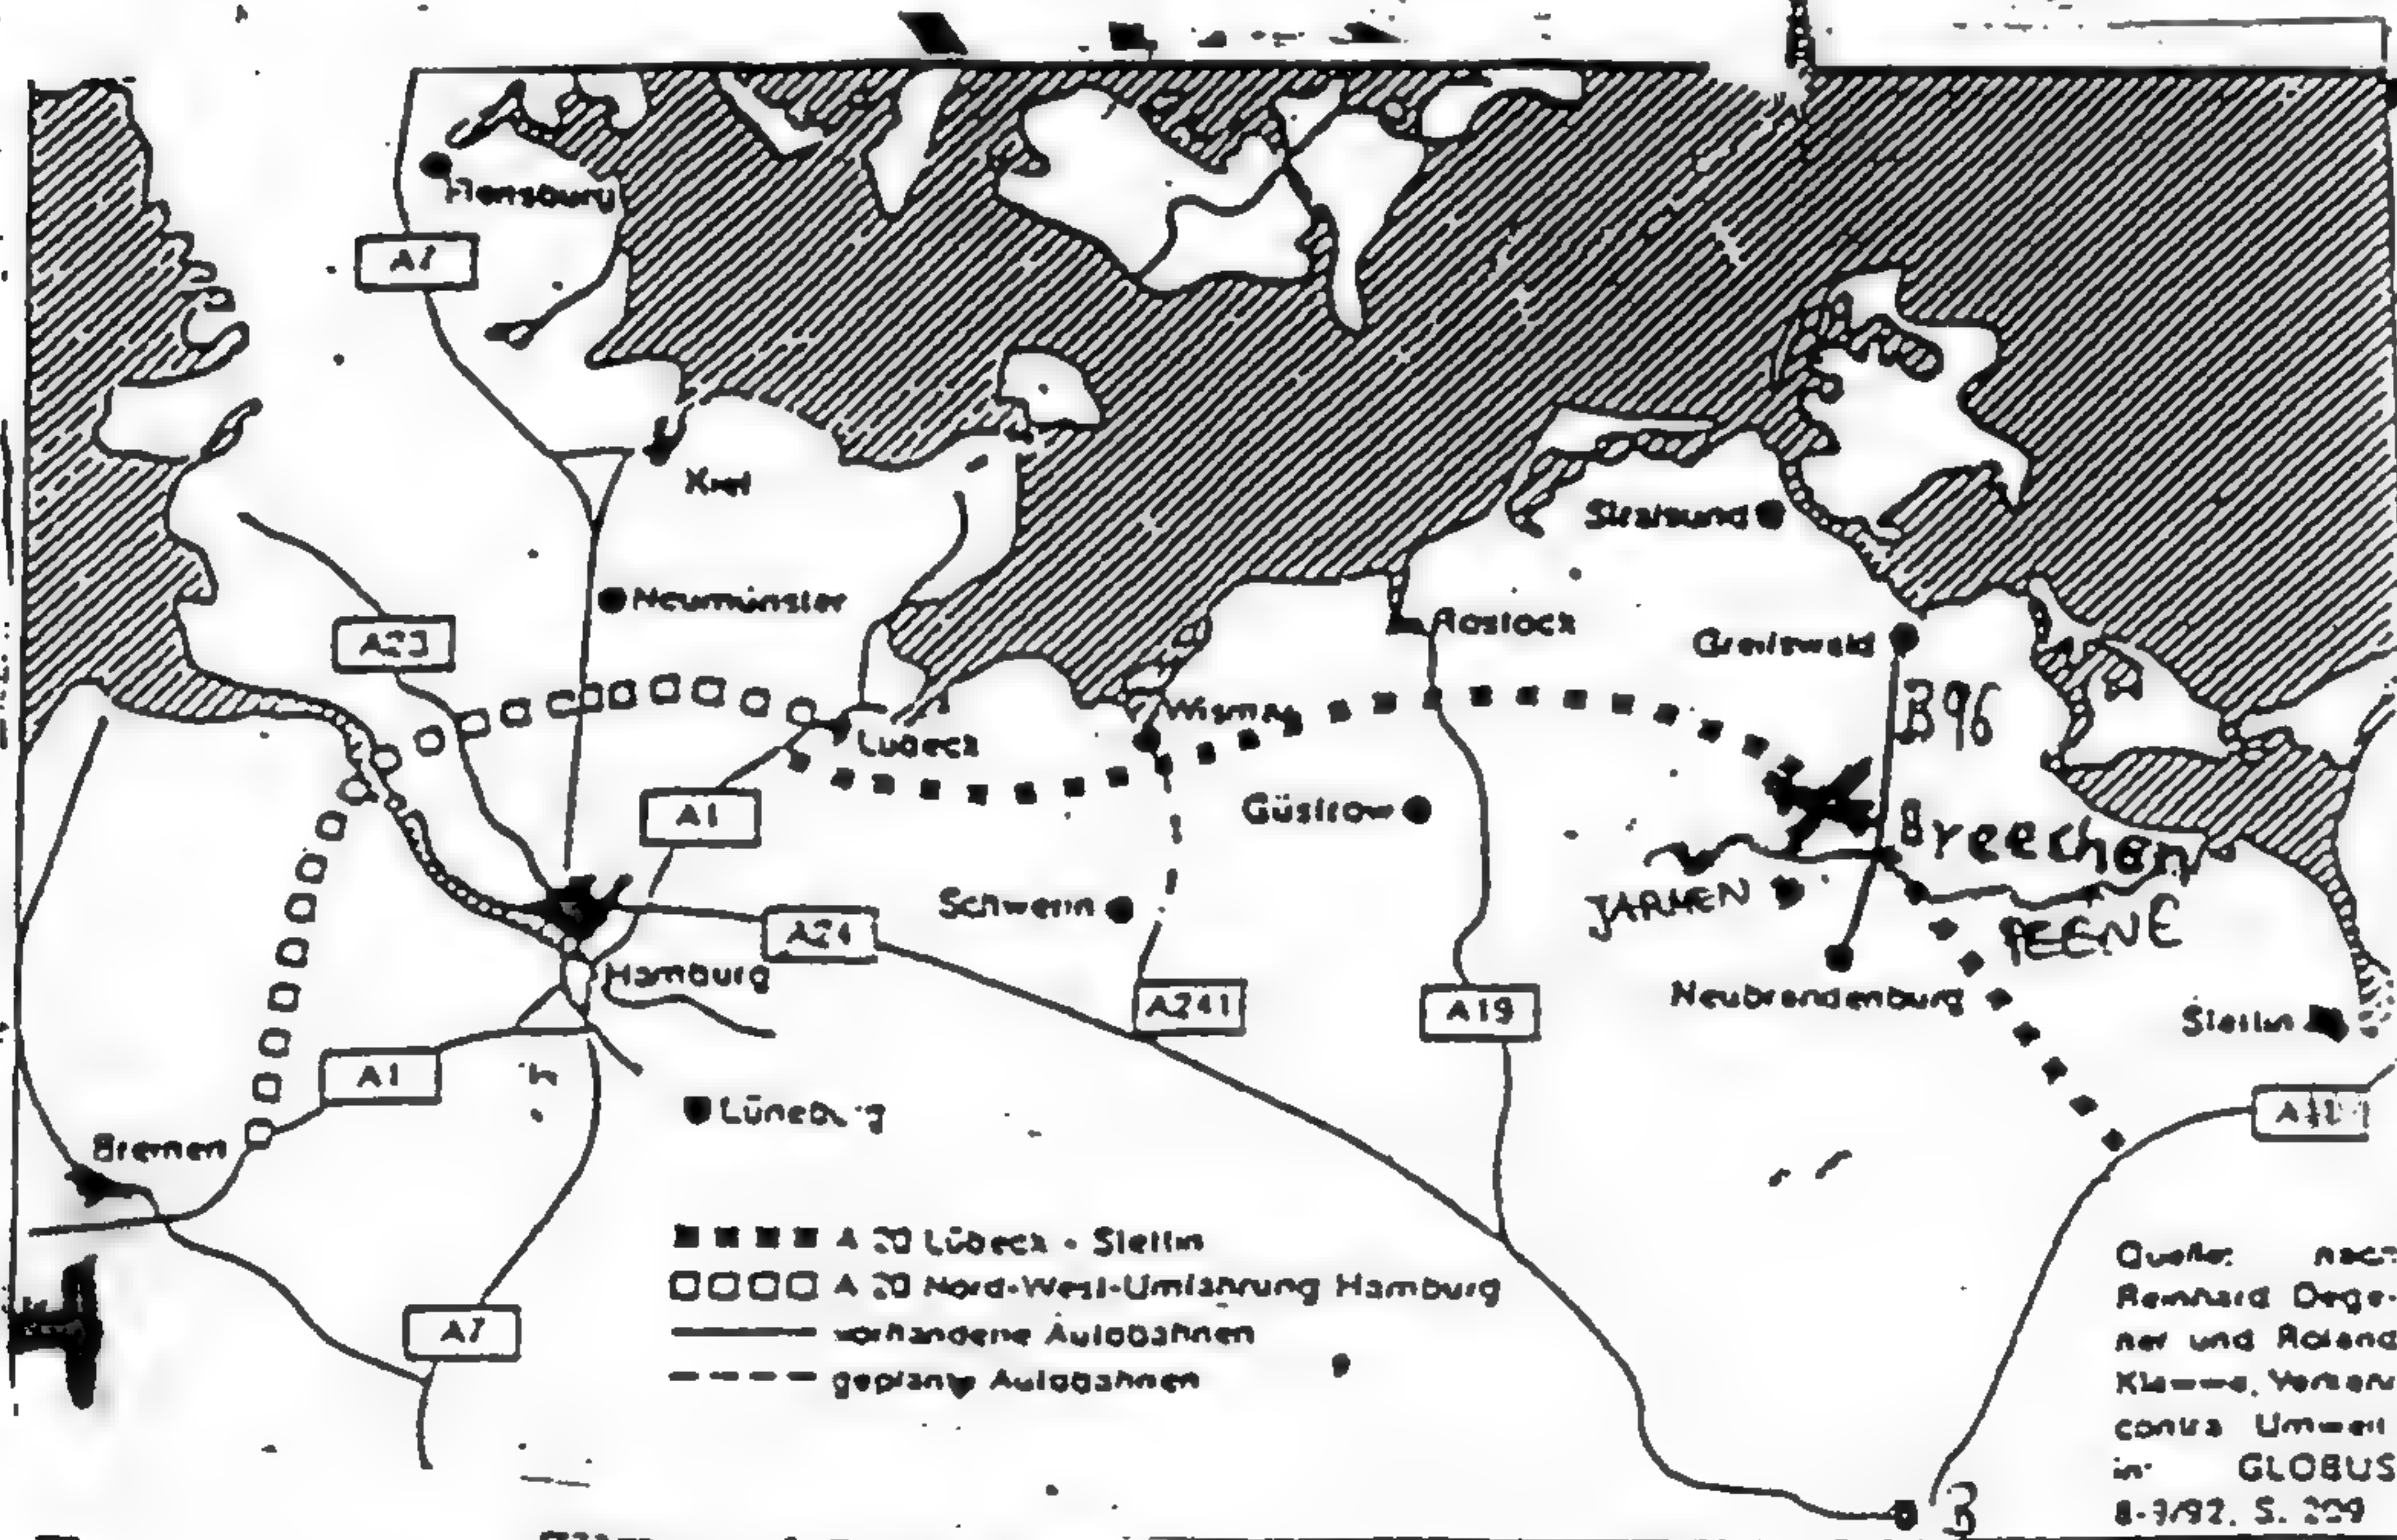 Flensburg
A7
Kiel
Stralsund
Neumünster
Rostock
A23
Greifswald
B96
Wismar
Lübeck
A1
Güstrow
Breechen
JARMEN
Schwerin
A24
PEENE
Hamburg
A241
A19
Neubrandenburg
Stettin
A1
Lüneburg
Bremen
A 20 Lübeck - Stettin
A 20 Nord-West-Umfahrung Hamburg
vorhandene Autobahnen
geplante Autobahnen
A7
Quelle: nach
Reinhard Dege-
ner und Roland
contra Umwelt
in: GLOBUS
8-9/92, S. 209